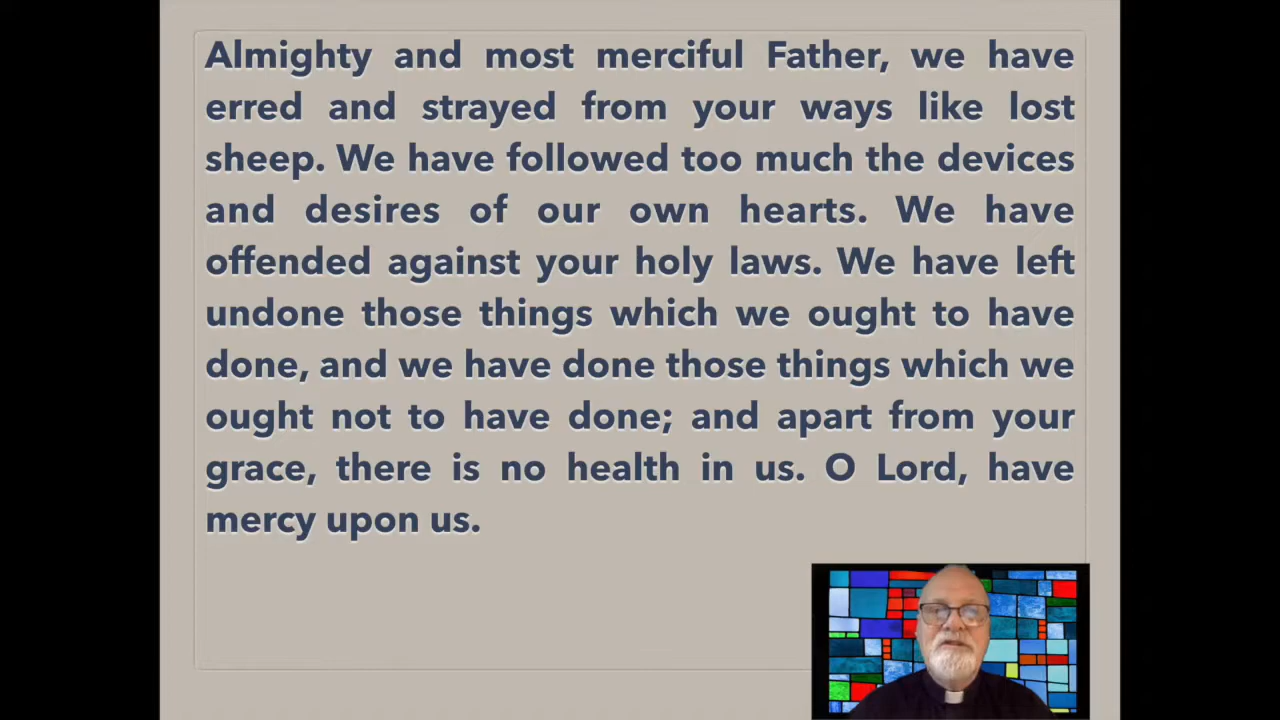 Almighty and most merciful Father, we have
erred and strayed from your ways like lost
sheep. We have followed too much the devices
and desires of our own hearts. We have
offended against your holy laws. We have left
undone those things which we ought to have
done, and we have done those things which we
ought not to have done; and apart from your
grace, there is no health in us. O Lord, have
mercy upon us.